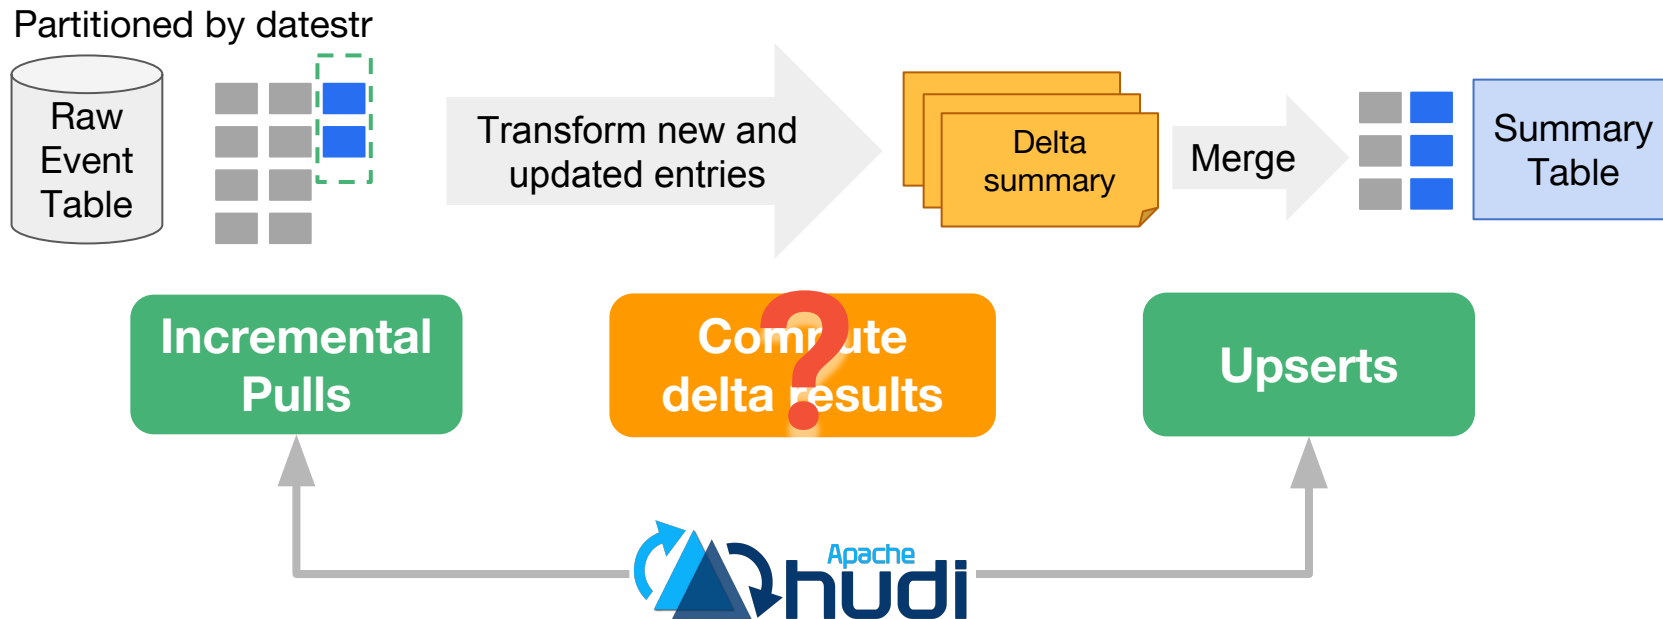 Partitioned by datestr
Raw
Event
Table
Transform new and
updated entries
Delta
summary
Merge
Summary
Table
Incremental
Pulls
Compute
delta results
?
Upserts
Apache
hudi